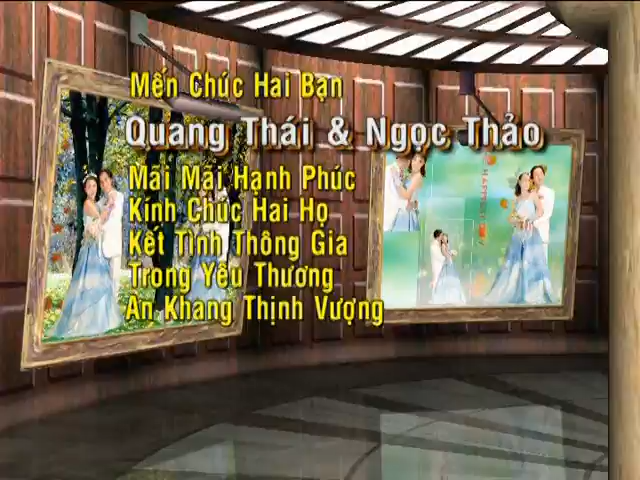 Mến Chúc Hai Bạn
Quang Thái & Ngọc Thảo
Mãi Mãi Hạnh Phúc
Kính Chúc Hai Họ
Kết Tình Thông Gia
Trong Yêu Thương
An Khang Thịnh Vượng